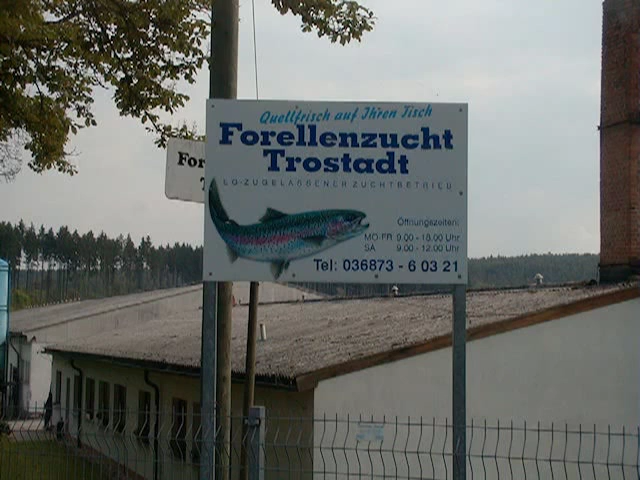 Quellfrisch auf Ihren Tisch
Forellenzucht
Trostadt
EG-ZUGELASSENER ZUCHTBETRIEB
Öffnungszeiten:
MO-FR 9.00 - 18.00 Uhr
SA 9.00 - 12.00 Uhr
Tel: 036873 - 6 03 21
For
T